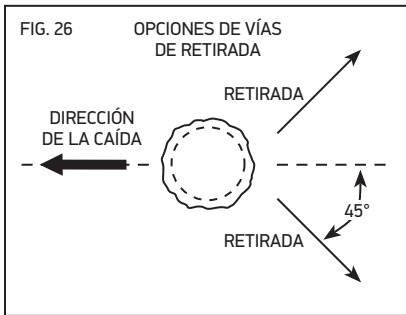 FIG. 26
OPCIONES DE VÍAS
DE RETIRADA
RETIRADA
DIRECCIÓN
DE LA CAÍDA
45°
RETIRADA